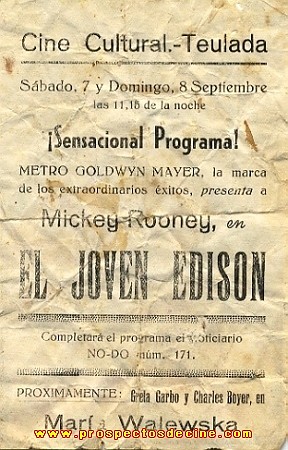 Cine Cultural.-Teulada
Sábado, 7 y Domingo, 8 Septiembre
las 11,15 de la noche
¡Sensacional Programa!
METRO GOLDWYN MAYER, la marca
de los extraordinarios éxitos, presenta a
Mickey Rooney, en
EL JOVEN EDISON
Completará el programa el Noticiario
NO-DO núm. 171.
PROXIMAMENTE: Greta Garbo y Charles Boyer, en
Walewska
www.prospectosdecine.com